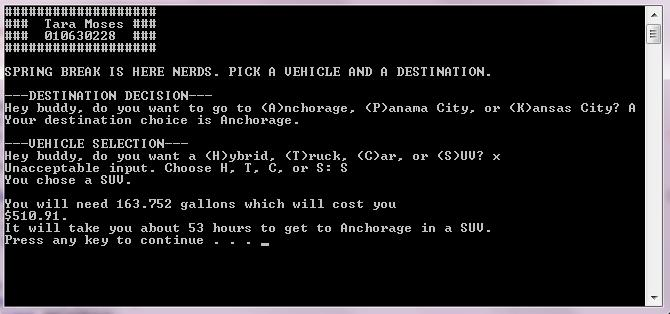 ###################
###  Tara Moses ###
###  010630228  ###
###################
SPRING BREAK IS HERE NERDS. PICK A VEHICLE AND A DESTINATION.
---DESTINATION DECISION---
Hey buddy, do you want to go to (A)nchorage, (P)anama City, or (K)ansas City? A
Your destination choice is Anchorage.
---VEHICLE SELECTION---
Hey buddy, do you want a (H)ybrid, (T)ruck, (C)ar, or (S)UV? x
Unacceptable input. Choose H, T, C, or S: S
You chose a SUV.
You will need 163.752 gallons which will cost you
$510.91.
It will take you about 53 hours to get to Anchorage in a SUV.
Press any key to continue . . . _